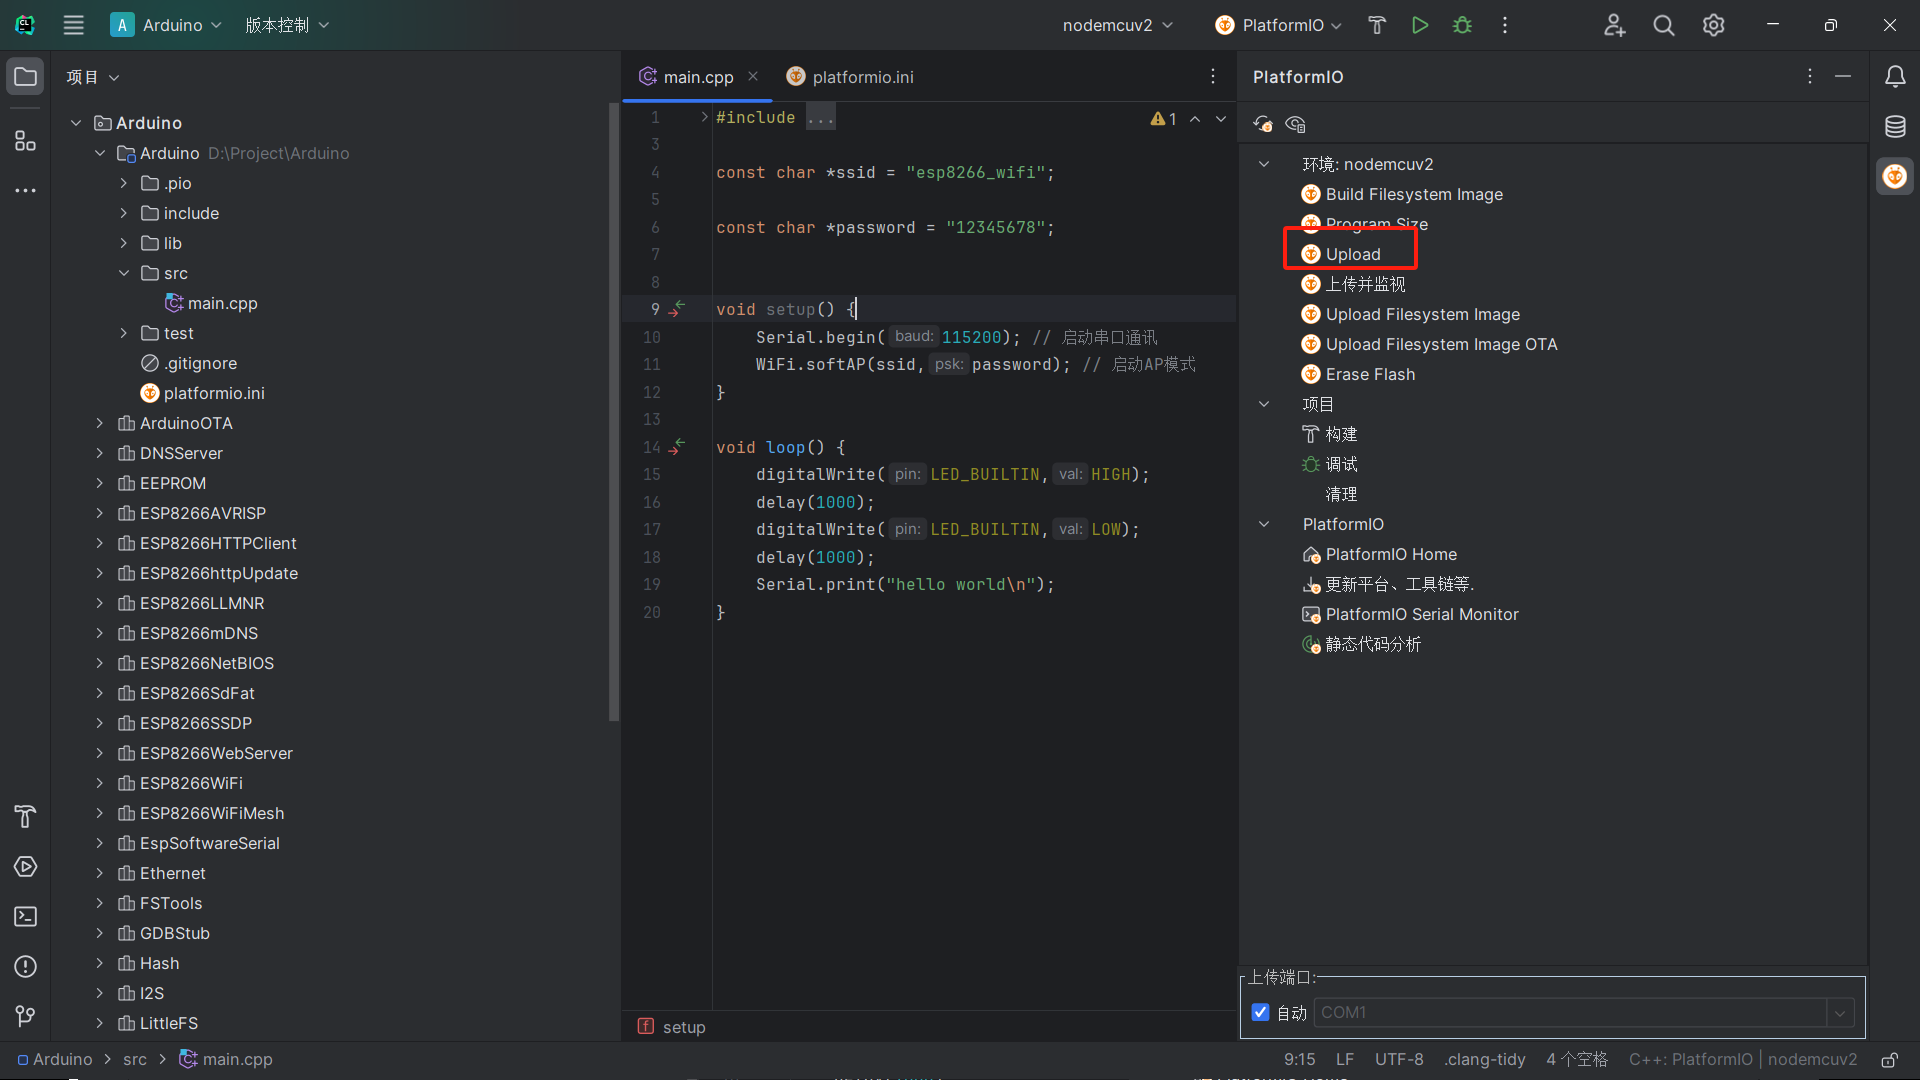 A Arduino 版本控制 nodemcuv2 PlatformIO
项目
Arduino
Arduino D:\Project\Arduino
.pio
include
lib
src
main.cpp
test
.gitignore
platformio.ini
ArduinoOTA
DNSServer
EEPROM
ESP8266AVRISP
ESP8266HTTPClient
ESP8266httpUpdate
ESP8266LLMNR
ESP8266mDNS
ESP8266NetBIOS
ESP8266SdFat
ESP8266SSDP
ESP8266WebServer
ESP8266WiFi
ESP8266WiFiMesh
EspSoftwareSerial
Ethernet
FSTools
GDBStub
Hash
I2S
LittleFS
main.cpp platformio.ini
1 #include ... 1
3
4 const char *ssid = "esp8266_wifi";
5
6 const char *password = "12345678";
7
8
9 void setup() {
10 Serial.begin( baud: 115200); // 启动串口通讯
11 WiFi.softAP(ssid, psk: password); // 启动AP模式
12 }
13
14 void loop() {
15 digitalWrite( pin: LED_BUILTIN, val: HIGH);
16 delay(1000);
17 digitalWrite( pin: LED_BUILTIN, val: LOW);
18 delay(1000);
19 Serial.print("hello world\n");
20 }
f setup
PlatformIO
环境: nodemcuv2
Build Filesystem Image
Program Size
Upload
上传并监视
Upload Filesystem Image
Upload Filesystem Image OTA
Erase Flash
项目
构建
调试
清理
PlatformIO
PlatformIO Home
更新平台、工具链等.
PlatformIO Serial Monitor
静态代码分析
上传端口:
自动 COM1
Arduino > src > main.cpp 9:15 LF UTF-8 .clang-tidy 4 个空格 C++: PlatformIO | nodemcuv2